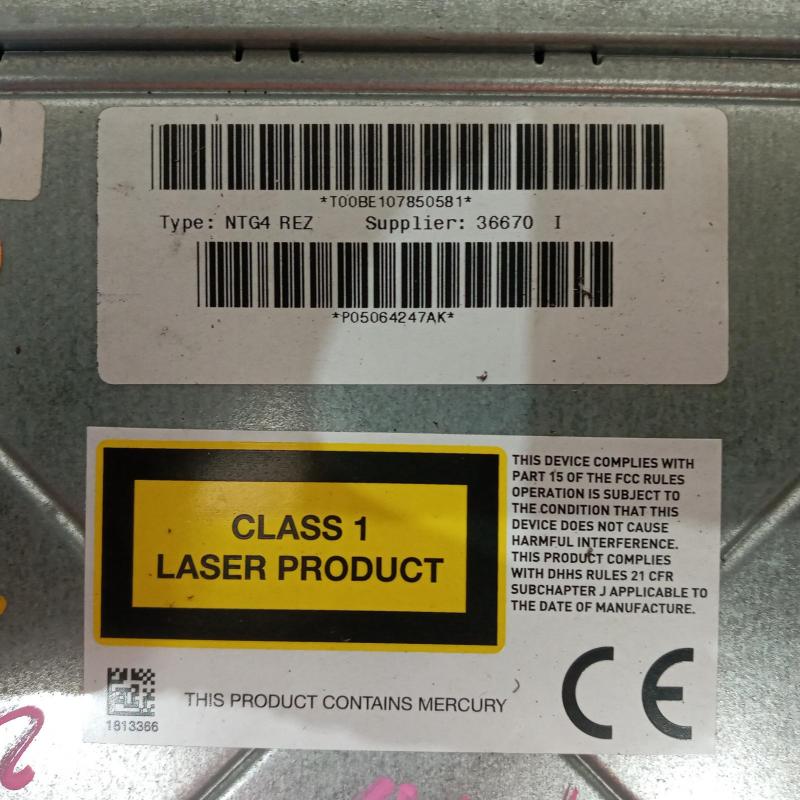 *T00BE107850581*
Type: NTG4 REZ Supplier: 36670 I
*P05064247AK*
CLASS 1
LASER PRODUCT
THIS DEVICE COMPLIES WITH
PART 15 OF THE FCC RULES
OPERATION IS SUBJECT TO
THE CONDITION THAT THIS
DEVICE DOES NOT CAUSE
HARMFUL INTERFERENCE.
THIS PRODUCT COMPLIES
WITH DHHS RULES 21 CFR
SUBCHAPTER J APPLICABLE TO
THE DATE OF MANUFACTURE.
1813366
THIS PRODUCT CONTAINS MERCURY
CE